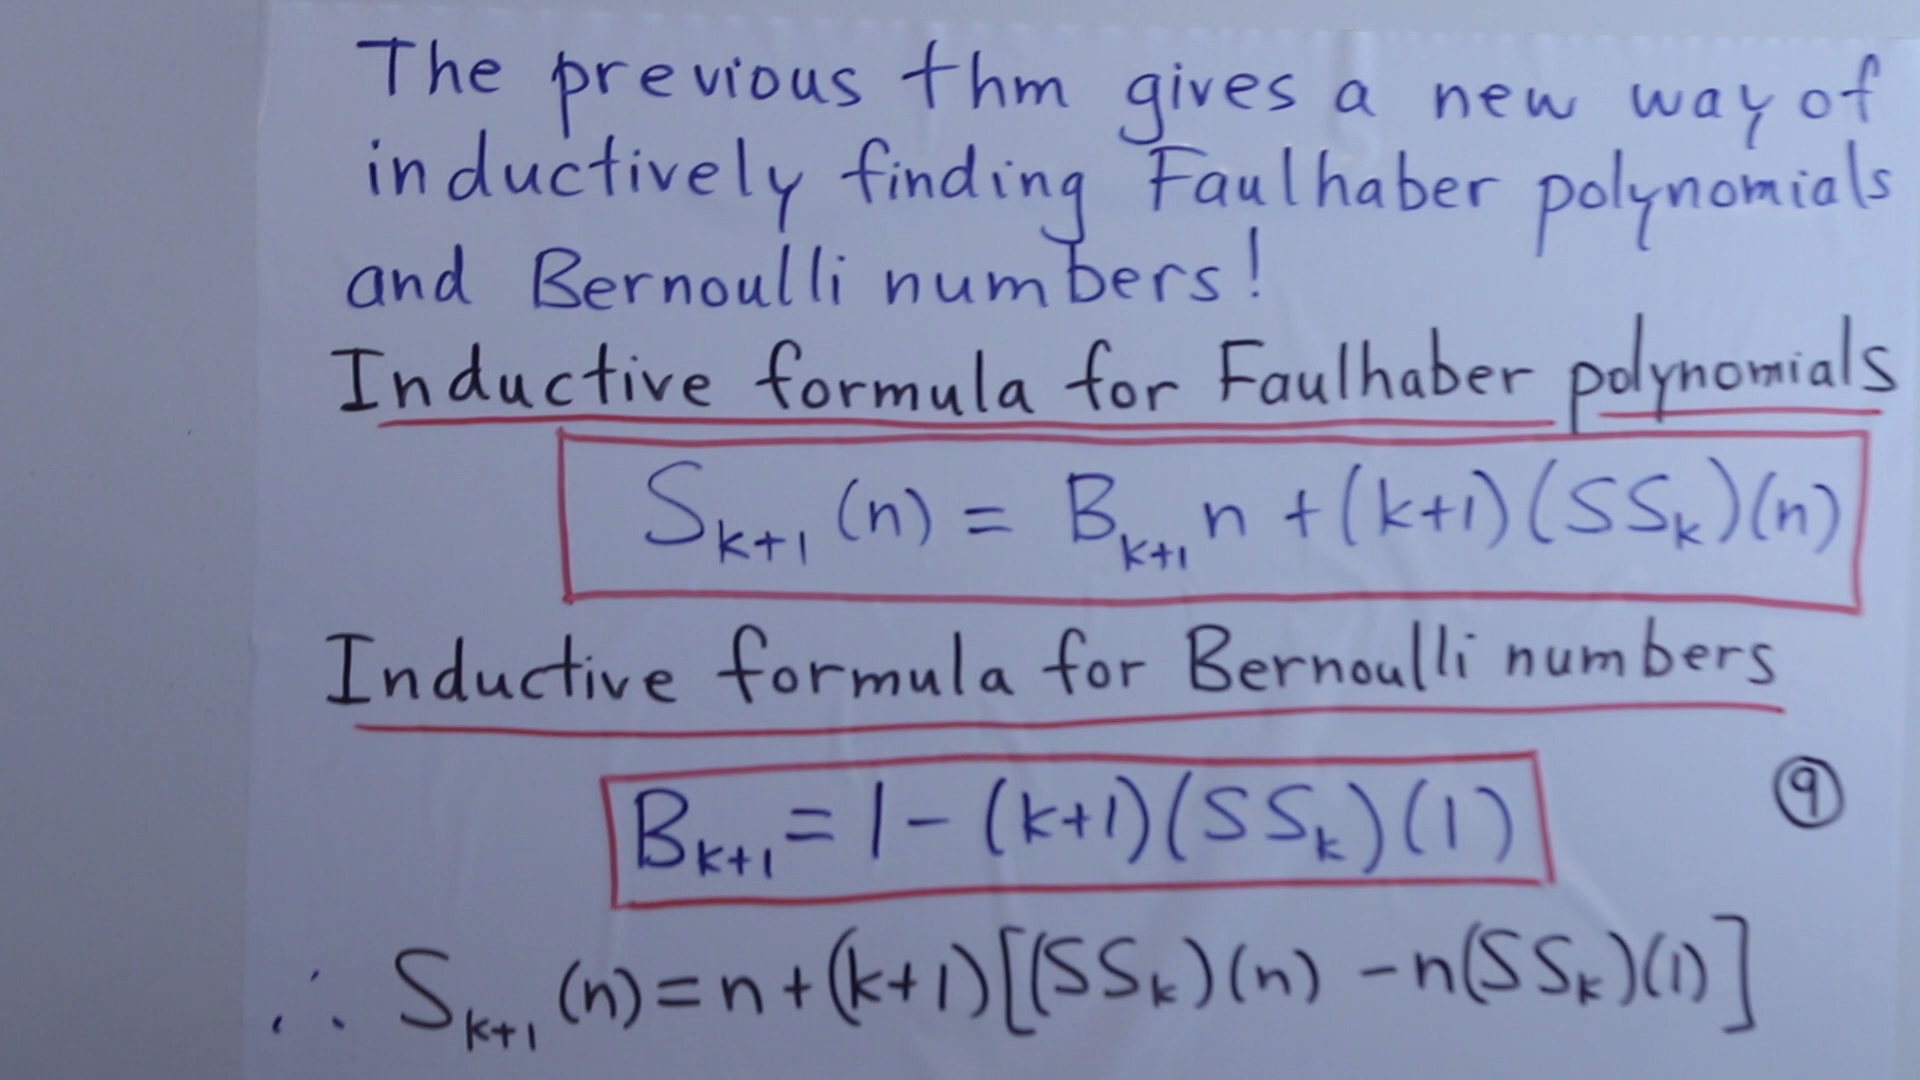 The previous thm gives a new way of
inductively finding Faulhaber polynomials
and Bernoulli numbers!
Inductive formula for Faulhaber polynomials
S_{k+1}(n) = B_{k+1} n + (k+1)(SS_k)(n)
Inductive formula for Bernoulli numbers
9
B_{k+1} = 1 - (k+1)(SS_k)(1)
∴ S_{k+1}(n) = n + (k+1)[(SS_k)(n) - n(SS_k)(1)]